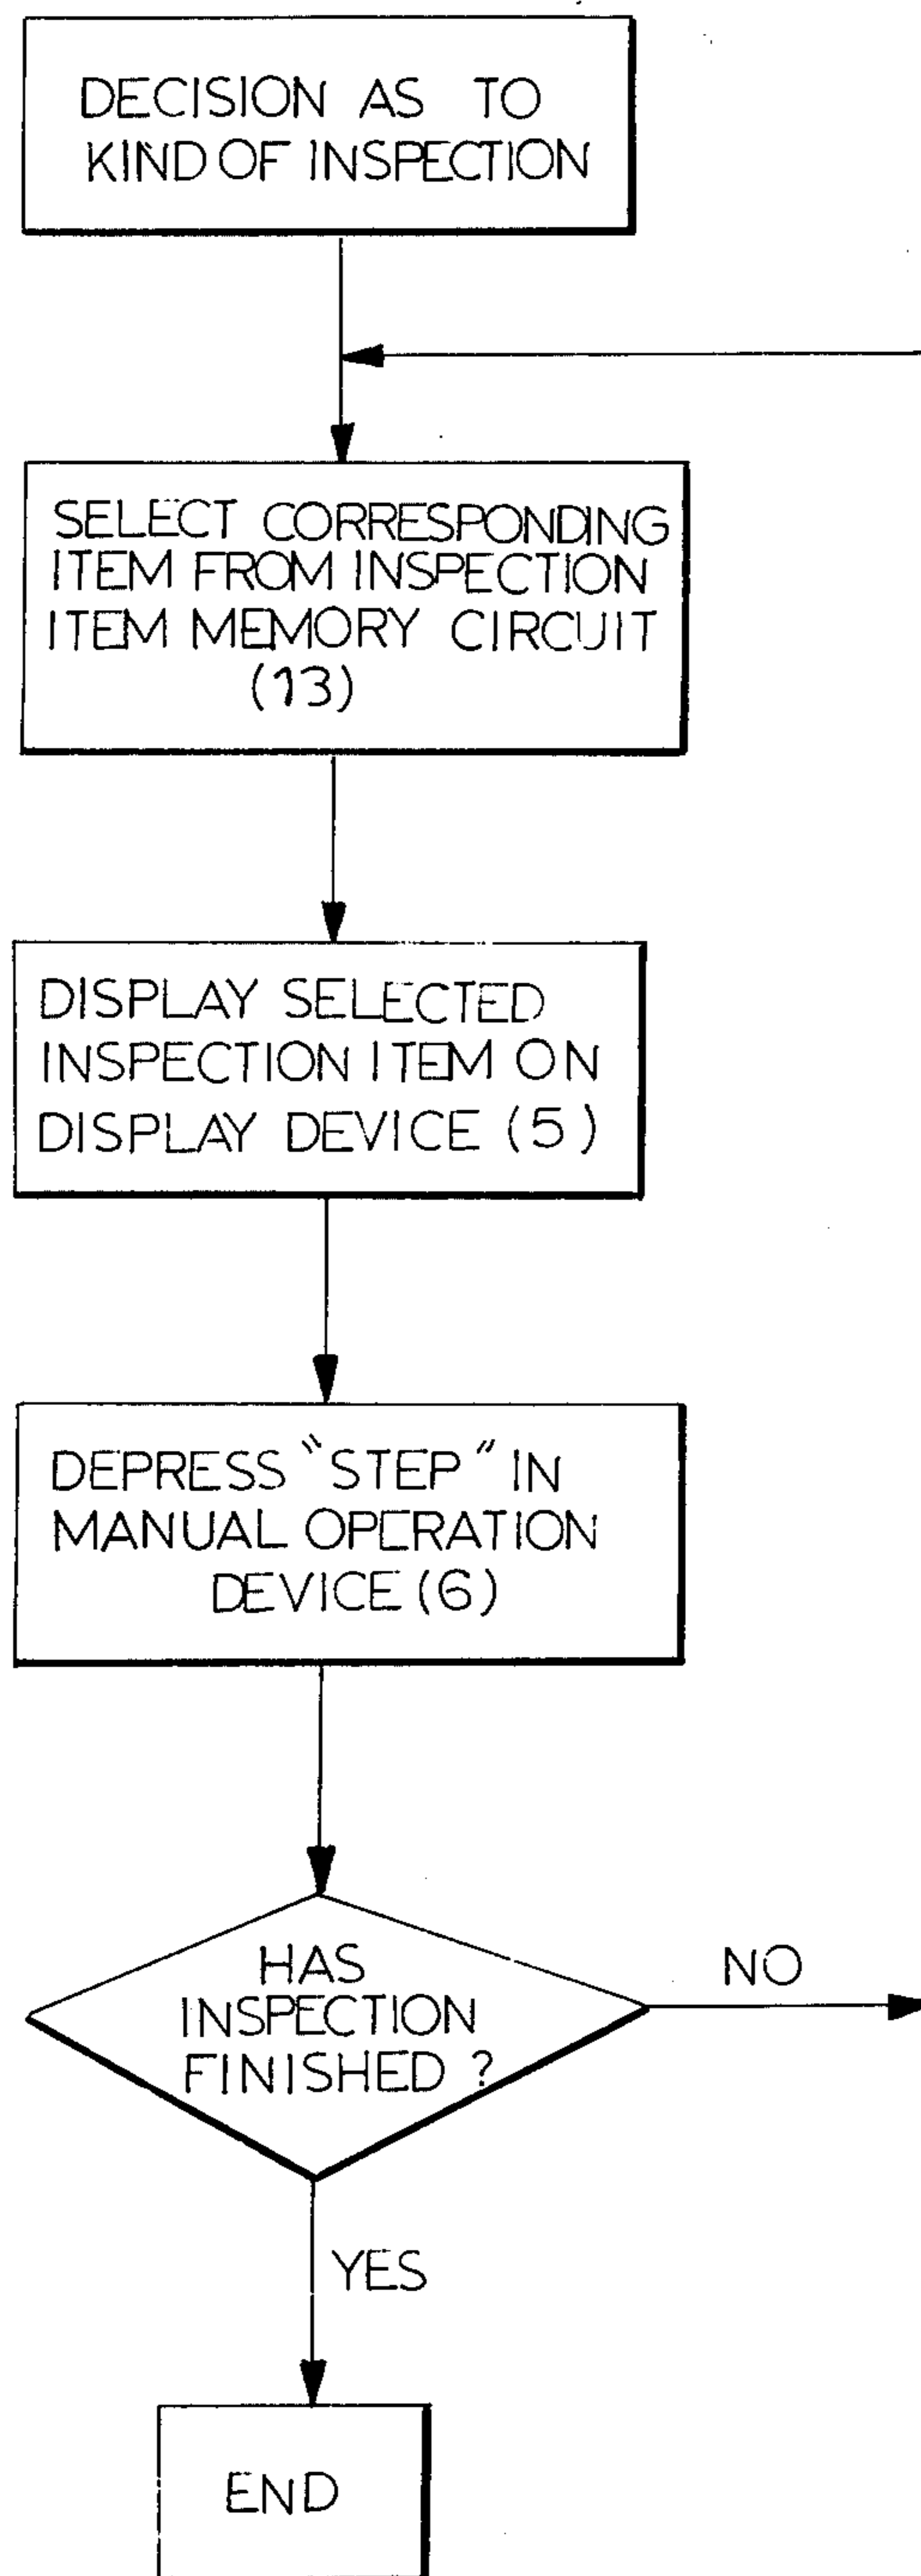 DECISION AS TO
KIND OF INSPECTION
SELECT CORRESPONDING
ITEM FROM INSPECTION
ITEM MEMORY CIRCUIT
(13)
DISPLAY SELECTED
INSPECTION ITEM ON
DISPLAY DEVICE (5)
DEPRESS "STEP" IN
MANUAL OPERATION
DEVICE (6)
HAS
INSPECTION
FINISHED ?
NO
YES
END